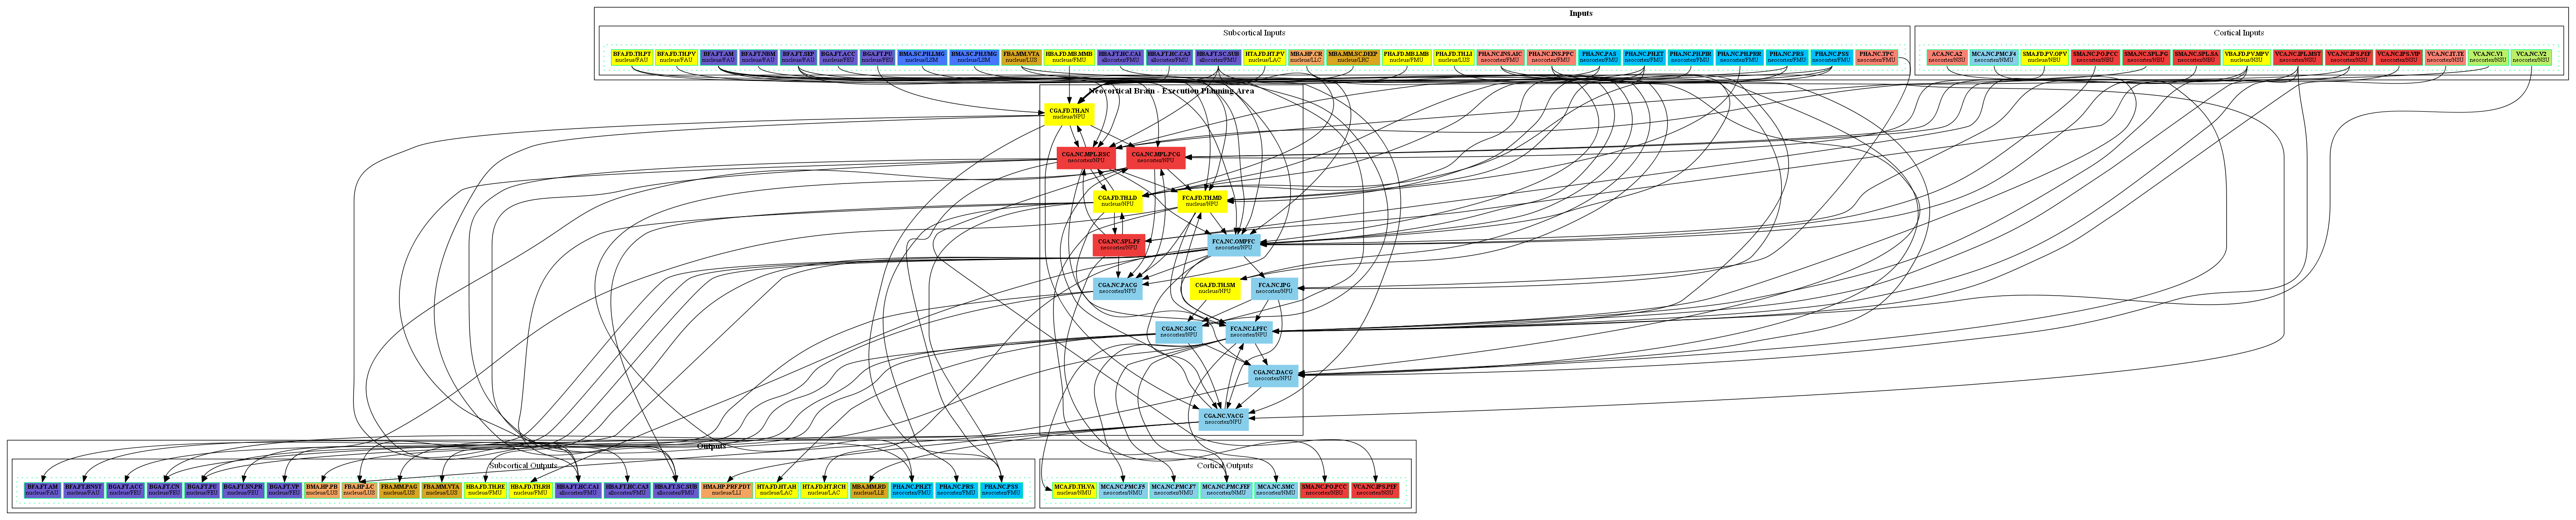 Inputs
Subcortical Inputs
Cortical Inputs
BFA.FD.TH.PT
nucleus/FAU
BFA.FD.TH.PV
nucleus/FAU
BFA.FT.AM
nucleus/FAU
BFA.FT.NBM
nucleus/FAU
BFA.FT.SEP
nucleus/FAU
BGA.FT.ACC
nucleus/FEU
BGA.FT.PU
nucleus/FEU
HMA.SC.PH.LMG
nucleus/LSM
HMA.SC.PH.UMG
nucleus/LSM
FBA.MM.VTA
nucleus/LUS
HBA.FD.MB.MMB
nucleus/FMU
HBA.FT.HC.CA1
allocortex/FMU
HBA.FT.HC.CA3
allocortex/FMU
HBA.FT.SC.SUB
allocortex/FMU
HTA.FD.HT.PV
nucleus/LAC
MBA.HP.CR
nucleus/LLC
MBA.MM.SC.DEEP
nucleus/LRC
PHA.FD.MB.LMB
nucleus/FMU
PHA.FD.TH.LI
nucleus/LUS
PHA.NC.INS.AIC
neocortex/FMU
PHA.NC.INS.PPC
neocortex/FMU
PHA.NC.PAS
neocortex/FMU
PHA.NC.PH.ET
neocortex/FMU
PHA.NC.PH.PIR
neocortex/FMU
PHA.NC.PH.PRR
neocortex/FMU
PHA.NC.PRS
neocortex/FMU
PHA.NC.PSS
neocortex/FMU
PHA.NC.TPC
neocortex/FMU
ACA.NC.A2
neocortex/NSU
MCA.NC.PMC.F4
neocortex/NMU
SMA.FD.PV.OPV
nucleus/NBU
SMA.NC.PO.PCC
neocortex/NBU
SMA.NC.SPL.PG
neocortex/NBU
SMA.NC.SPL.SA
neocortex/NBU
VBA.FD.PV.MPV
nucleus/NSU
VCA.NC.IPL.MST
neocortex/NSU
VCA.NC.IPS.PEF
neocortex/NSU
VCA.NC.IPS.VIP
neocortex/NSU
VCA.NC.IT.TE
neocortex/NSU
VCA.NC.V1
neocortex/NSU
VCA.NC.V2
neocortex/NSU
Neocortical Brain - Execution Planning Area
CGA.FD.TH.AN
nucleus/NPU
CGA.NC.MPL.RSC
neocortex/NPU
CGA.NC.MPL.PCG
neocortex/NPU
CGA.FD.TH.LD
nucleus/NPU
FCA.FD.TH.MD
nucleus/NPU
CGA.NC.SPL.PF
neocortex/NPU
FCA.NC.OMPFC
neocortex/NPU
CGA.NC.PACG
neocortex/NPU
CGA.FD.TH.SM
nucleus/NPU
FCA.NC.IPG
neocortex/NPU
CGA.NC.SGC
neocortex/NPU
FCA.NC.LPFC
neocortex/NPU
CGA.NC.DACG
neocortex/NPU
CGA.NC.VACG
neocortex/NPU
Outputs
Subcortical Outputs
Cortical Outputs
BFA.FT.AM
nucleus/FAU
BFA.FT.BNST
nucleus/FAU
BGA.FT.ACC
nucleus/FEU
BGA.FT.CN
nucleus/FEU
BGA.FT.PU
nucleus/FEU
BGA.FT.SN.PR
nucleus/FEU
BGA.FT.VP
nucleus/FEU
BMA.HP.PB
nucleus/LUS
FBA.HP.LC
nucleus/LUS
FBA.MM.PAG
nucleus/LUS
FBA.MM.VTA
nucleus/LUS
HBA.FD.TH.RE
nucleus/FMU
HBA.FD.TH.RH
nucleus/FMU
HBA.FT.HC.CA1
allocortex/FMU
HBA.FT.HC.CA3
allocortex/FMU
HBA.FT.SC.SUB
allocortex/FMU
HMA.HP.PRF.PDT
nucleus/LLI
HTA.FD.HT.AH
nucleus/LAC
HTA.FD.HT.RCH
nucleus/LAC
MBA.MM.RD
nucleus/LLE
PHA.NC.PH.ET
neocortex/FMU
PHA.NC.PRS
neocortex/FMU
PHA.NC.PSS
neocortex/FMU
MCA.FD.TH.VA
nucleus/NMU
MCA.NC.PMC.F5
neocortex/NMU
MCA.NC.PMC.F7
neocortex/NMU
MCA.NC.PMC.FEF
neocortex/NMU
MCA.NC.SMC
neocortex/NMU
SMA.NC.PO.PCC
neocortex/NBU
VCA.NC.IPS.PEF
neocortex/NSU